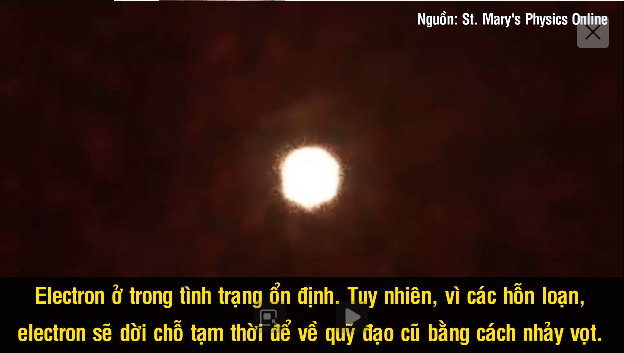 Nguồn: St. Mary's Physics Online
Electron ở trong tình trạng ổn định. Tuy nhiên, vì các hỗn loạn,
electron sẽ dời chỗ tạm thời để về quỹ đạo cũ bằng cách nhảy vọt.